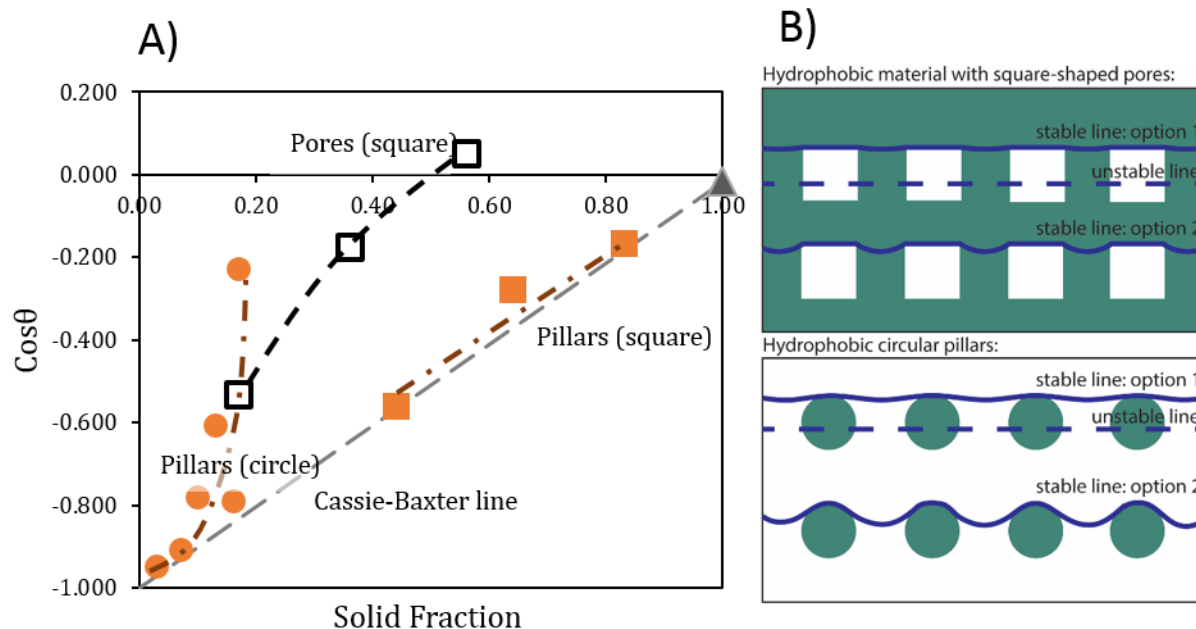 A)
0.200
0.000
-0.200
-0.400
-0.600
-0.800
-1.000
0.00
0.20
0.40
0.60
0.80
1.00
Cosθ
Solid Fraction
Pores (square)
Pillars (square)
Pillars (circle)
Cassie-Baxter line
B)
Hydrophobic material with square-shaped pores:
stable line: option 1
unstable line
stable line: option 2
Hydrophobic circular pillars:
stable line: option 1
unstable line
stable line: option 2